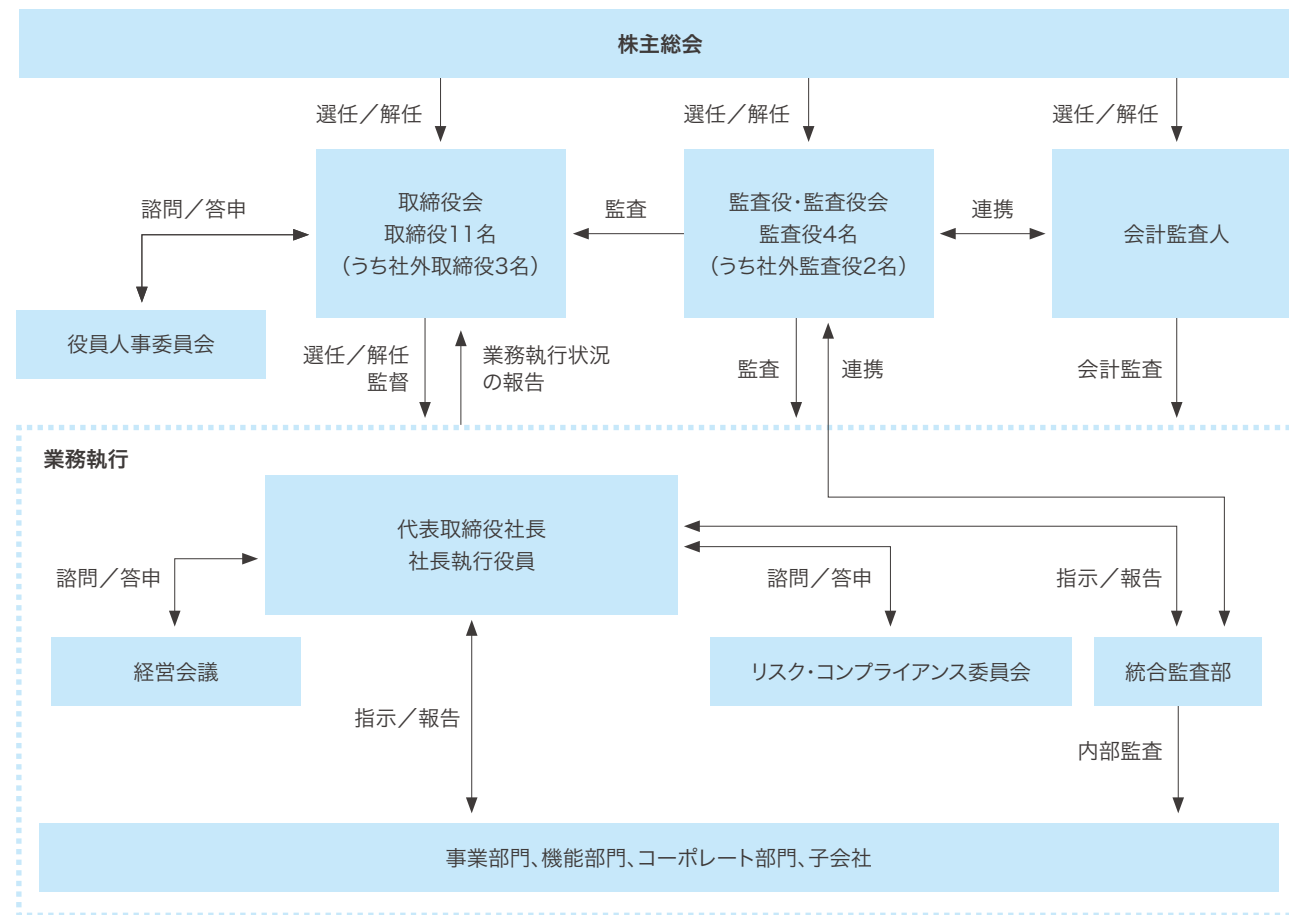 株主総会
選任／解任
選任／解任
選任／解任
取締役会
取締役11名
（うち社外取締役3名）
監査役・監査役会
監査役4名
（うち社外監査役2名）
会計監査人
諮問／答申
監査
連携
役員人事委員会
選任／解任
監督
業務執行状況
の報告
監査
連携
会計監査
業務執行
代表取締役社長
社長執行役員
諮問／答申
諮問／答申
指示／報告
経営会議
リスク・コンプライアンス委員会
統合監査部
指示／報告
内部監査
事業部門、機能部門、コーポレート部門、子会社